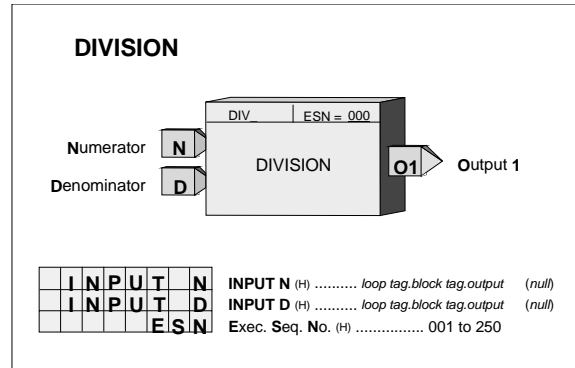 DIVISION
DIV_ ESN = 000
Numerator N
DIVISION
O1 Output 1
Denominator D
INPUT N INPUT N (H) .......... loop tag.block tag.output (null)
INPUT D INPUT D (H) .......... loop tag.block tag.output (null)
ESN Exec. Seq. No. (H) ................ 001 to 250